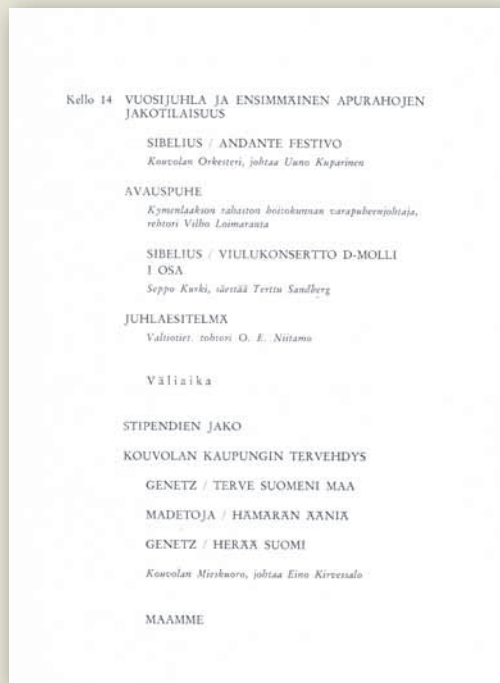 Kello 14 VUOSIJUHLA JA ENSIMMÄINEN APURAHOJEN
JAKOTILAISUUS
SIBELIUS / ANDANTE FESTIVO
Kouvolan Orkesteri, johtaa Uuno Kuparinen
AVAUSPUHE
Kymenlaakson rahaston hoitokunnan varapuheenjohtaja,
rehtori Vilho Loimaranta
SIBELIUS / VIULUKONSERTTO D-MOLLI
I OSA
Seppo Kurki, säestää Terttu Sandberg
JUHLAESITELMÄ
Valtiotiet. tohtori O. E. Niitamo
Väliaika
STIPENDIEN JAKO
KOUVOLAN KAUPUNGIN TERVEHDYS
GENETZ / TERVE SUOMENI MAA
MADETOJA / HÄMÄRÄN ÄÄNIÄ
GENETZ / HERÄÄ SUOMI
Kouvolan Mieskuoro, johtaa Eino Kirvessalo
MAAMME